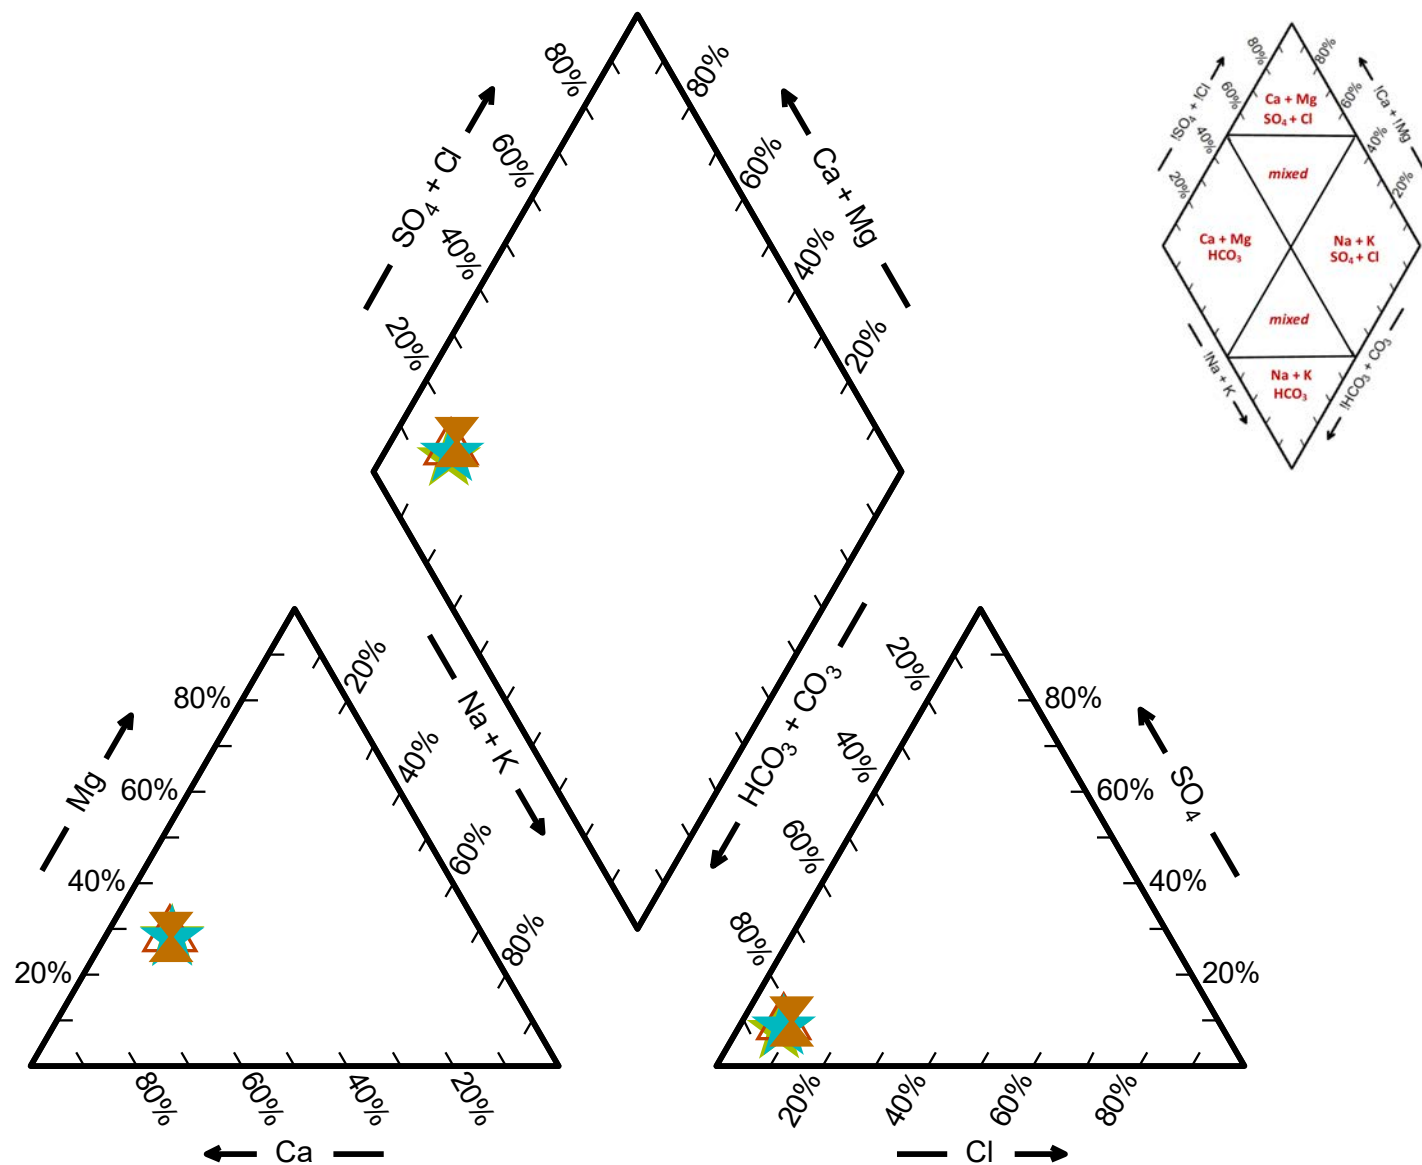 80%
80%
SO4 + Cl
60%
60%
Ca + Mg
40%
40%
20%
20%
Na + K
HCO3 + CO3
Mg
80%
60%
40%
20%
20%
40%
60%
80%
80%
60%
40%
20%
Ca
20%
40%
60%
80%
SO4
80%
60%
40%
20%
20%
40%
60%
80%
Cl
80%
80%
!SO4 + !Cl
60%
60%
!Ca + !Mg
40%
40%
20%
20%
Ca + Mg
SO4 + Cl
mixed
Ca + Mg
HCO3
Na + K
SO4 + Cl
mixed
Na + K
HCO3
!Na + K
!HCO3 + CO3